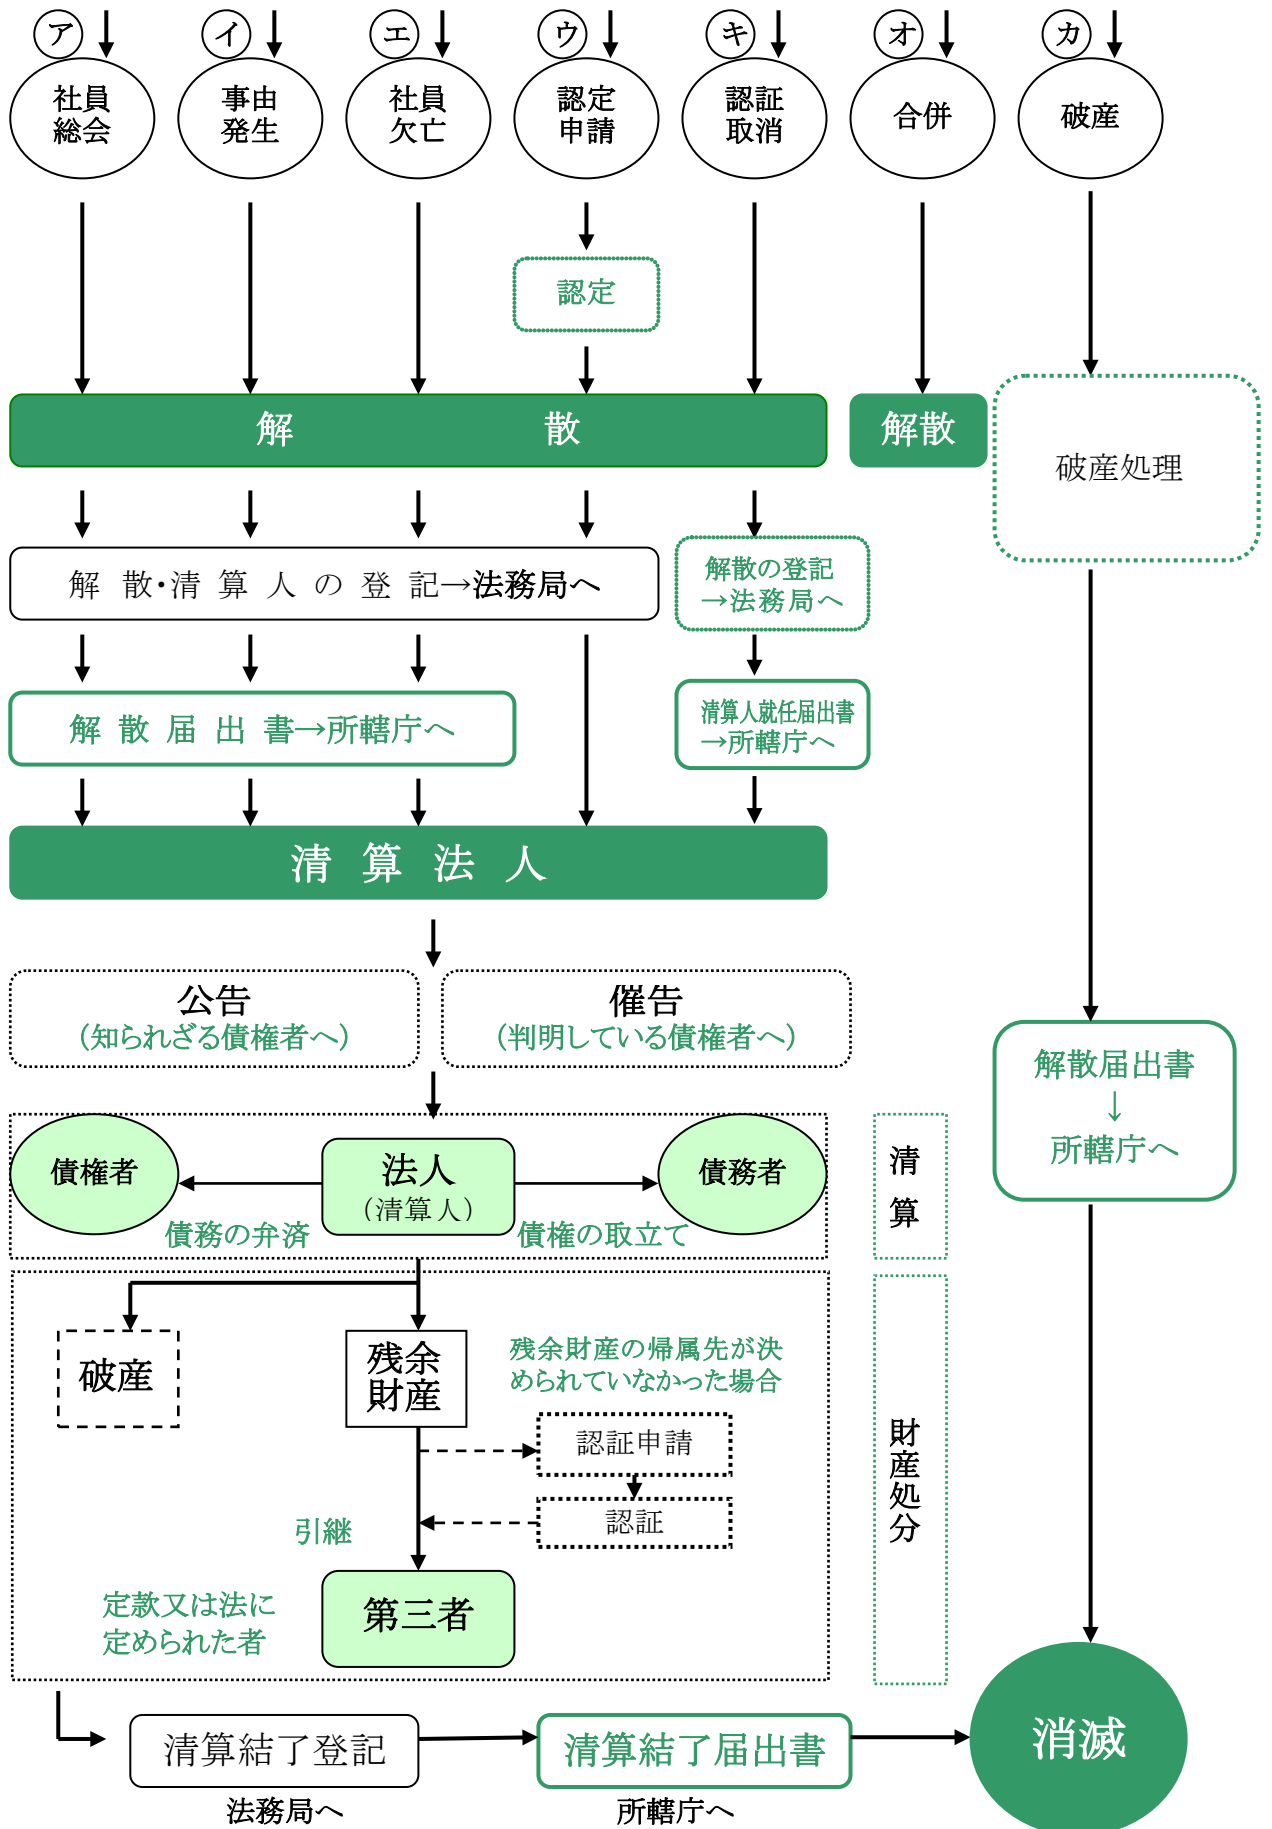 ア
イ
エ
ウ
キ
オ
カ
社員
総会
事由
発生
社員
欠亡
認定
申請
認証
取消
合併
破産
認定
解　散
解散
破産処理
解 散・清 算 人 の 登 記→法務局へ
解散の登記
→法務局へ
解 散 届 出 書→所轄庁へ
清算人就任届出書
→所轄庁へ
清 算 法 人
公告
（知られざる債権者へ）
催告
（判明している債権者へ）
解散届出書
↓
所轄庁へ
債権者
法人
（清算人）
債務者
債務の弁済
債権の取立て
清
算
破産
残余
財産
残余財産の帰属先が決
められていなかった場合
認証申請
認証
引継
財
産
処
分
定款又は法に
定められた者
第三者
清算結了登記
清算結了届出書
消滅
法務局へ
所轄庁へ